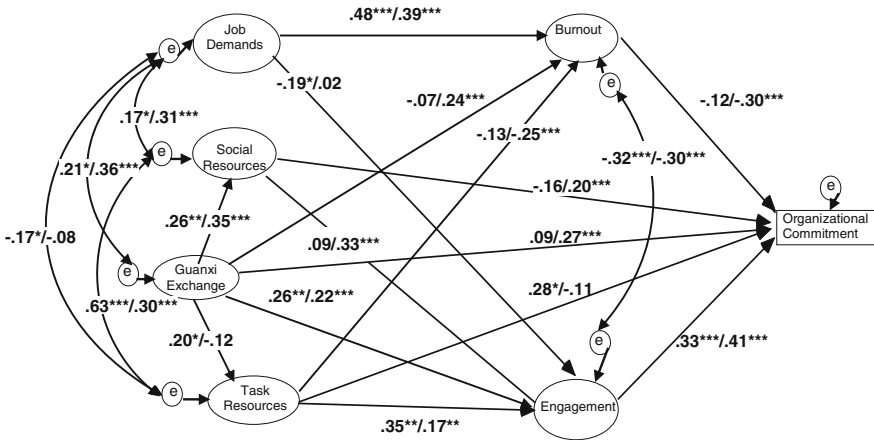 .48***/.39***
Job
Demands
Burnout
e
e
-.19*/.02
-.07/.24***
-.12/-.30***
.17*/.31***
-.13/-.25***
Social
Resources
e
.21*/.36***
-.32***/-.30***
-.16/.20***
e
Organizational
Commitment
.26**/.35***
-.17*/-.08
.09/.33***
.09/.27***
Guanxi
Exchange
e
.63***/.30***
.26**/.22***
.28*/-.11
.20*/-.12
e
.33***/.41***
e
Task
Resources
Engagement
.35**/.17**